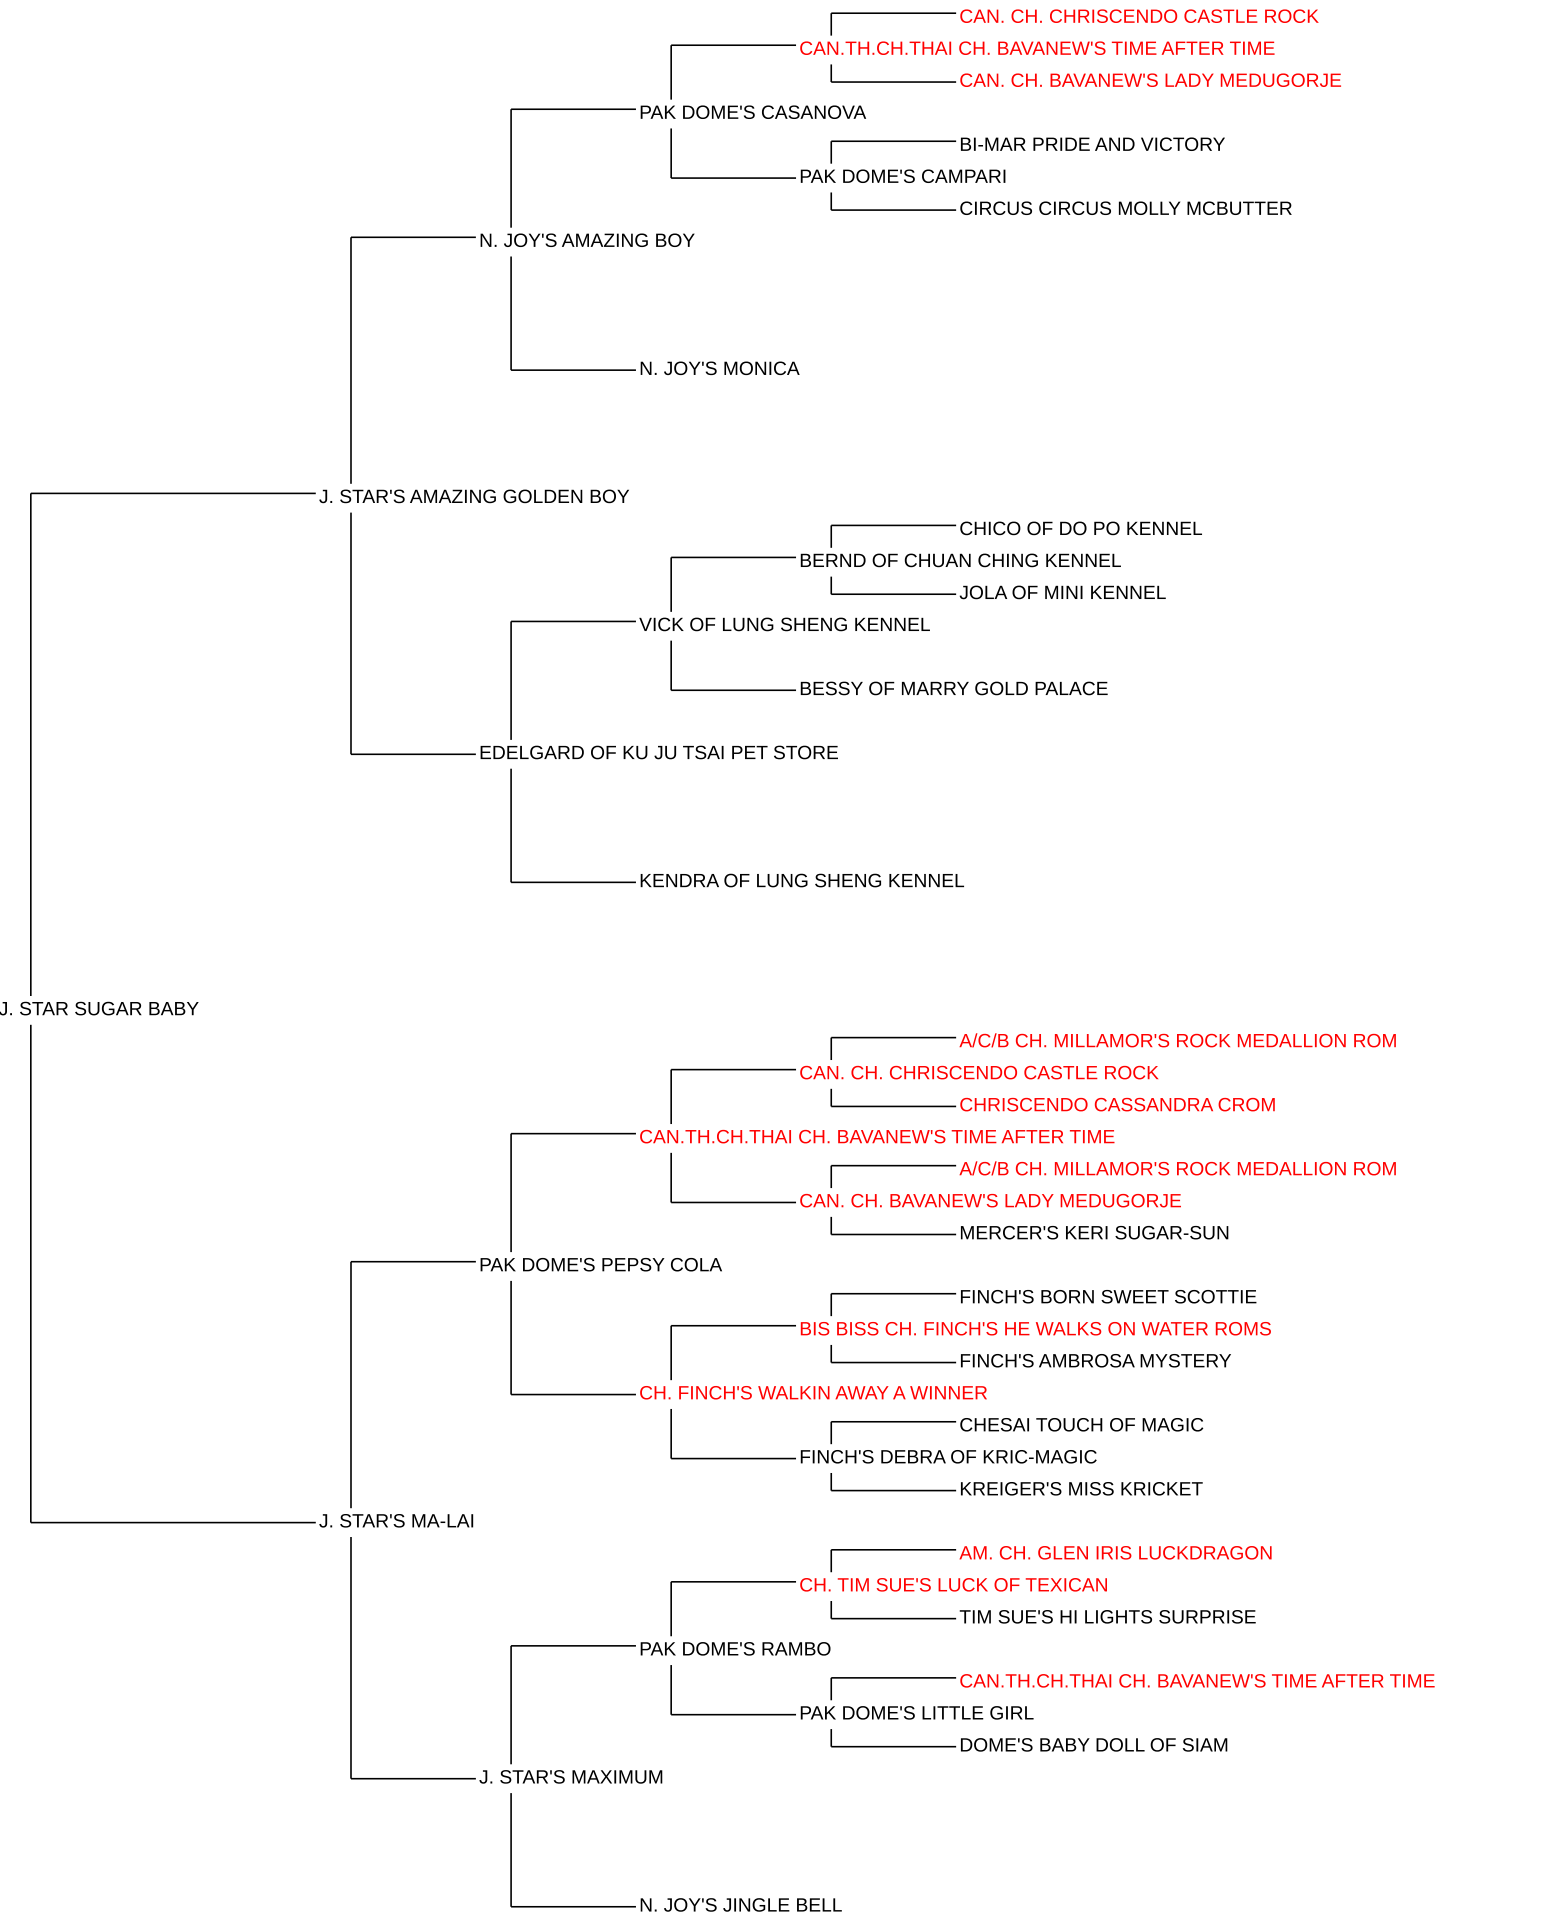 CAN. CH. CHRISCENDO CASTLE ROCK
CAN.TH.CH.THAI CH. BAVANEW'S TIME AFTER TIME
CAN. CH. BAVANEW'S LADY MEDUGORJE
PAK DOME'S CASANOVA
BI-MAR PRIDE AND VICTORY
PAK DOME'S CAMPARI
CIRCUS CIRCUS MOLLY MCBUTTER
N. JOY'S AMAZING BOY
N. JOY'S MONICA
J. STAR'S AMAZING GOLDEN BOY
CHICO OF DO PO KENNEL
BERND OF CHUAN CHING KENNEL
JOLA OF MINI KENNEL
VICK OF LUNG SHENG KENNEL
BESSY OF MARRY GOLD PALACE
EDELGARD OF KU JU TSAI PET STORE
KENDRA OF LUNG SHENG KENNEL
J. STAR SUGAR BABY
A/C/B CH. MILLAMOR'S ROCK MEDALLION ROM
CAN. CH. CHRISCENDO CASTLE ROCK
CHRISCENDO CASSANDRA CROM
CAN.TH.CH.THAI CH. BAVANEW'S TIME AFTER TIME
A/C/B CH. MILLAMOR'S ROCK MEDALLION ROM
CAN. CH. BAVANEW'S LADY MEDUGORJE
MERCER'S KERI SUGAR-SUN
PAK DOME'S PEPSY COLA
FINCH'S BORN SWEET SCOTTIE
BIS BISS CH. FINCH'S HE WALKS ON WATER ROMS
FINCH'S AMBROSA MYSTERY
CH. FINCH'S WALKIN AWAY A WINNER
CHESAI TOUCH OF MAGIC
FINCH'S DEBRA OF KRIC-MAGIC
KREIGER'S MISS KRICKET
J. STAR'S MA-LAI
AM. CH. GLEN IRIS LUCKDRAGON
CH. TIM SUE'S LUCK OF TEXICAN
TIM SUE'S HI LIGHTS SURPRISE
PAK DOME'S RAMBO
CAN.TH.CH.THAI CH. BAVANEW'S TIME AFTER TIME
PAK DOME'S LITTLE GIRL
DOME'S BABY DOLL OF SIAM
J. STAR'S MAXIMUM
N. JOY'S JINGLE BELL